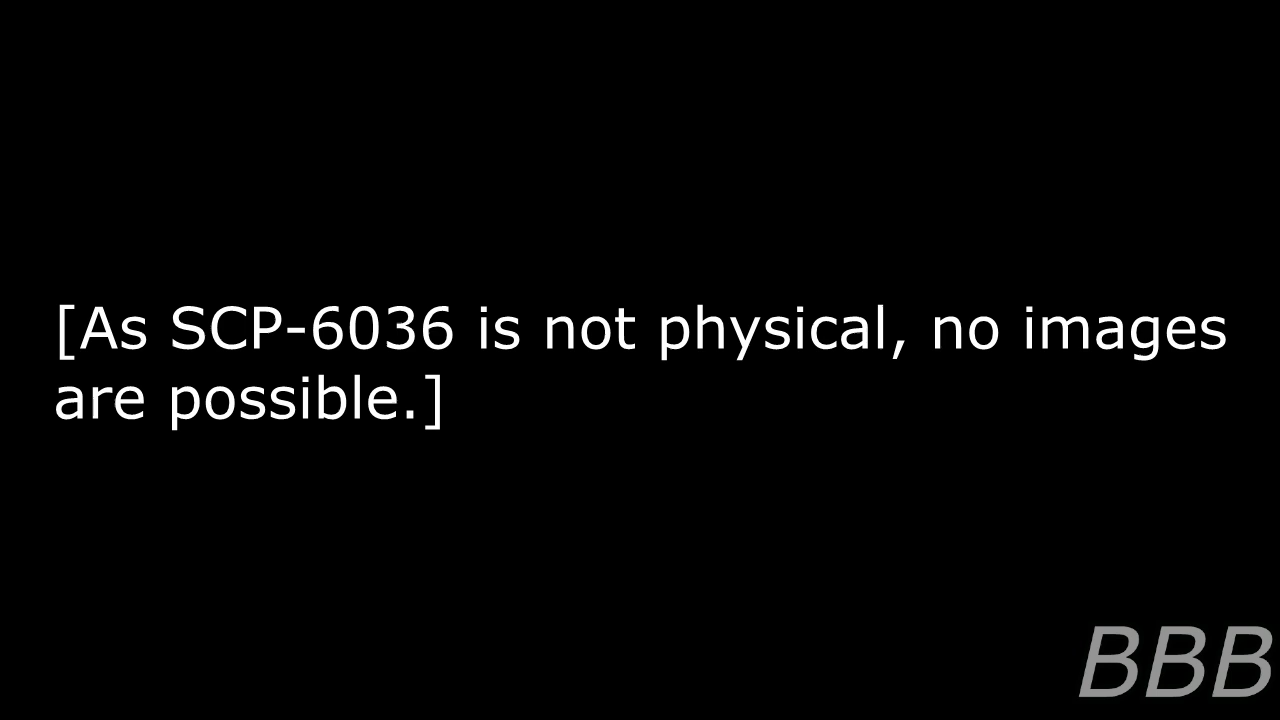 [As SCP-6036 is not physical, no images
are possible.]
BBB